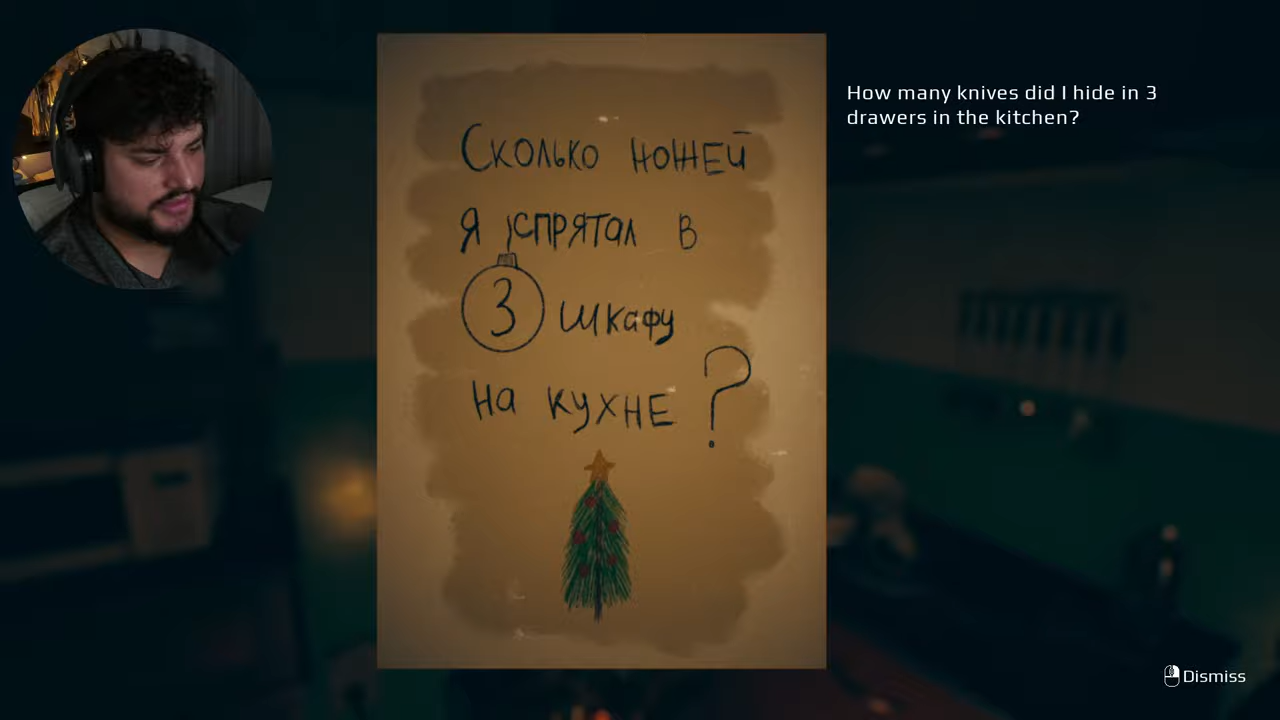 Сколько ножей
я спрятал в
3 шкафу
на кухне?
How many knives did I hide in 3
drawers in the kitchen?
Dismiss